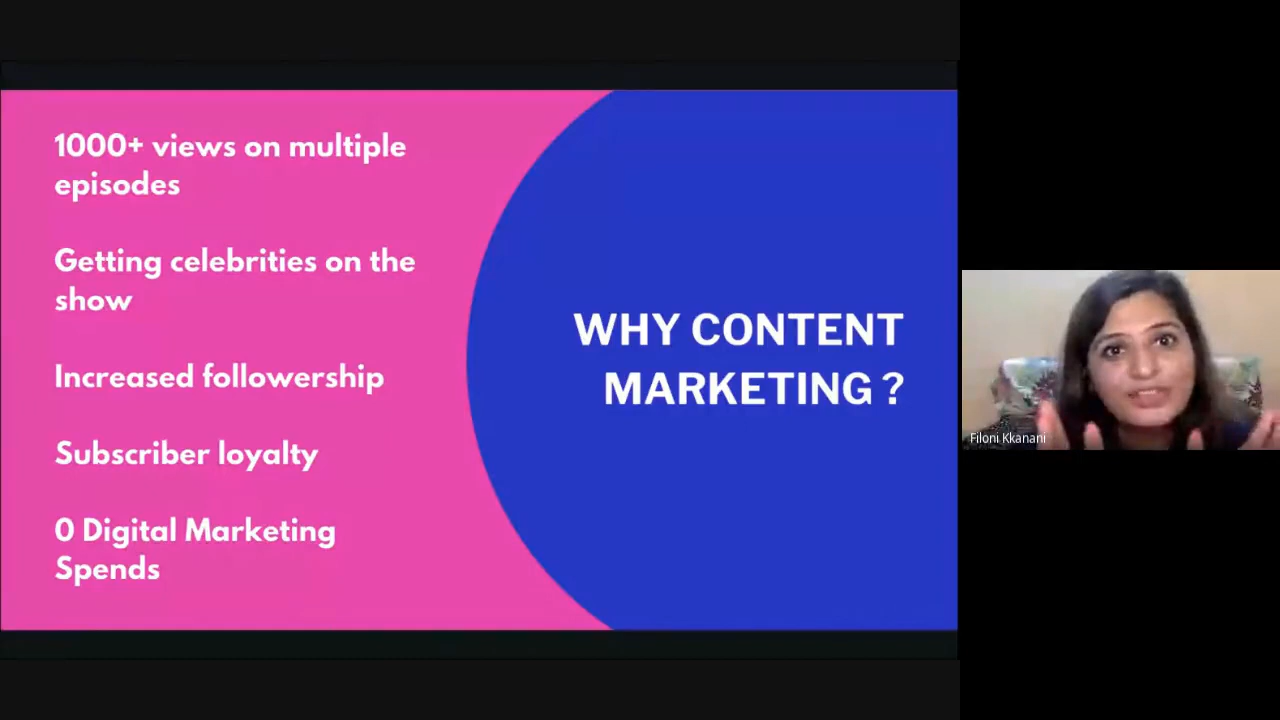 1000+ views on multiple
episodes
Getting celebrities on the
show
Increased followership
Subscriber loyalty
0 Digital Marketing
Spends
WHY CONTENT
MARKETING ?
Filoni Kkanani